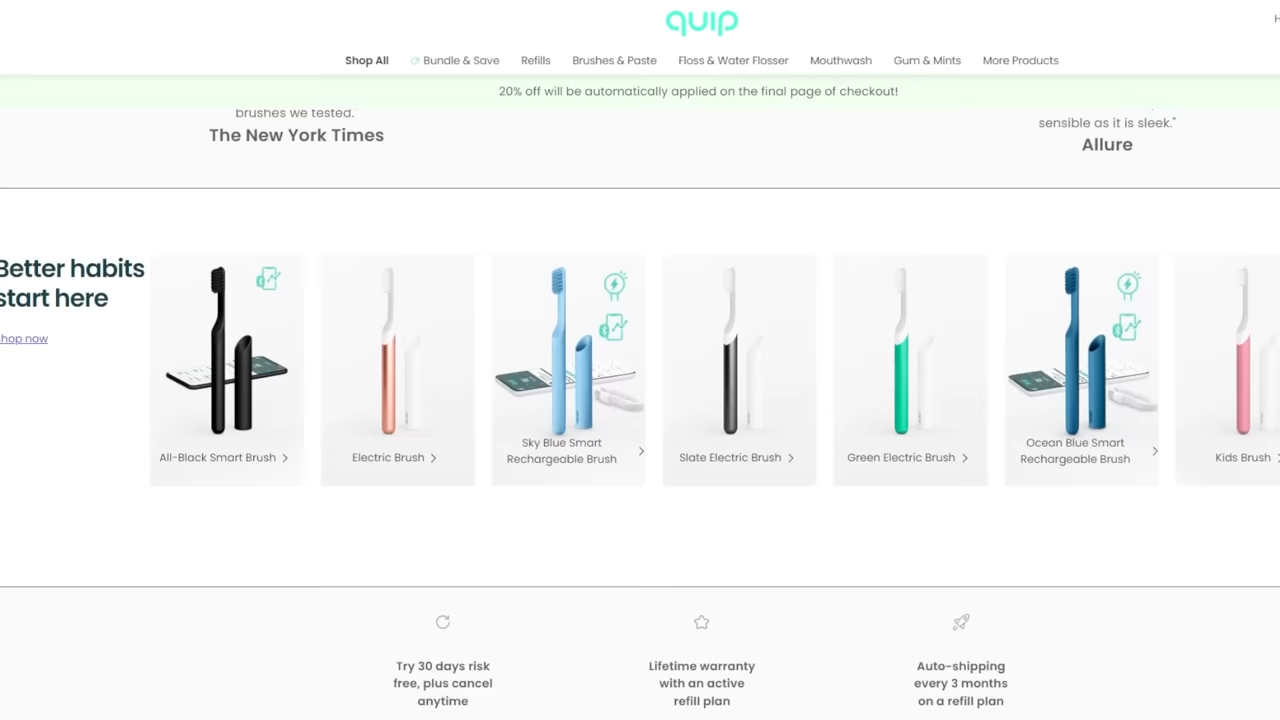 quip
H
Shop All
Bundle & Save
Refills
Brushes & Paste
Floss & Water Flosser
Mouthwash
Gum & Mints
More Products
20% off will be automatically applied on the final page of checkout!
brushes we tested.
The New York Times
sensible as it is sleek."
Allure
Better habits
start here
hop now
All-Black Smart Brush
Electric Brush
Sky Blue Smart
Rechargeable Brush
Slate Electric Brush
Green Electric Brush
Ocean Blue Smart
Rechargeable Brush
Kids Brush
Try 30 days risk
free, plus cancel
anytime
Lifetime warranty
with an active
refill plan
Auto-shipping
every 3 months
on a refill plan